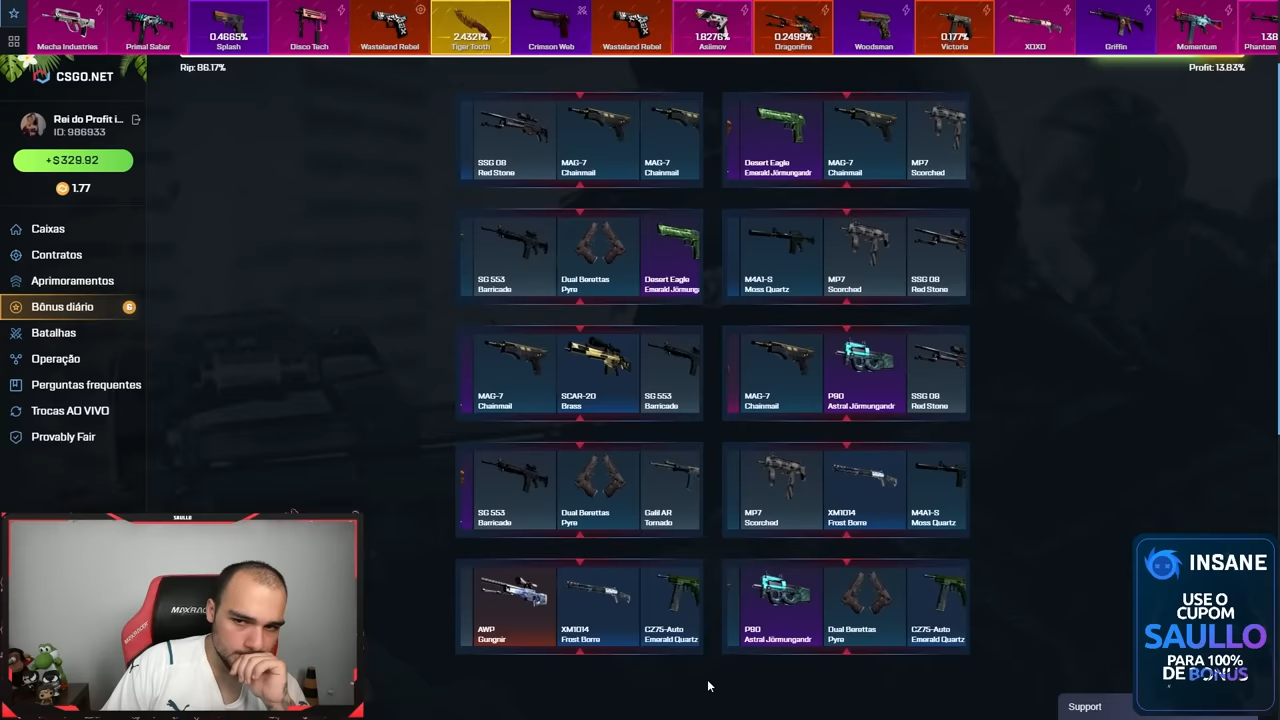 Mecha Industries
Primal Saber
0.4665%
Splash
Disco Tech
Wasteland Rebel
2.4321%
Tiger Tooth
Crimson Web
Wasteland Rebel
1.8276%
Asiimov
0.2499%
Dragonfire
Woodsman
0.177%
Victoria
XOXO
Griffin
Momentum
1.38
Phantom
CSGO.NET
Rip: 86.17%
Profit: 13.83%
Rei do Profit i...
ID: 986933
+$329.92
1.77
Caixas
Contratos
Aprimoramentos
Bônus diário 6
Batalhas
Operação
Perguntas frequentes
Trocas AO VIVO
Provably Fair
SSG 08
Red Stone
MAG-7
Chainmail
MAG-7
Chainmail
Desert Eagle
Emerald Jörmungandr
MAG-7
Chainmail
MP7
Scorched
SG 553
Barricade
Dual Berettas
Pyre
Desert Eagle
Emerald Jörmung
M4A1-S
Moss Quartz
MP7
Scorched
SSG 08
Red Stone
MAG-7
Chainmail
SCAR-20
Brass
SG 553
Barricade
MAG-7
Chainmail
P90
Astral Jörmungandr
SSG 08
Red Stone
SG 553
Barricade
Dual Berettas
Pyre
Galil AR
Tornado
MP7
Scorched
XM1014
Frost Borre
M4A1-S
Moss Quartz
AWP
Gungnir
XM1014
Frost Borre
CZ75-Auto
Emerald Quartz
P90
Astral Jörmungandr
Dual Berettas
Pyre
CZ75-Auto
Emerald Quartz
SAULLO
MAXRAC
INSANE
USE O
CUPOM
SAULLO
PARA 100%
DE BONUS
Support